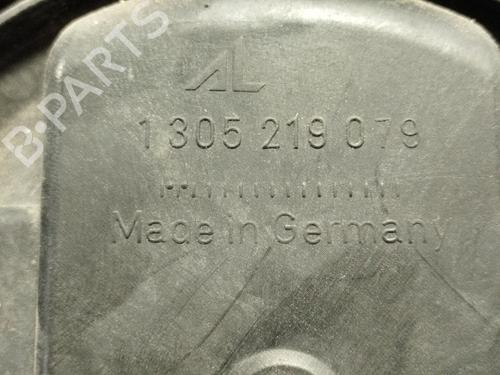 AL
1 305 219 079
Made in Germany
B-PARTS